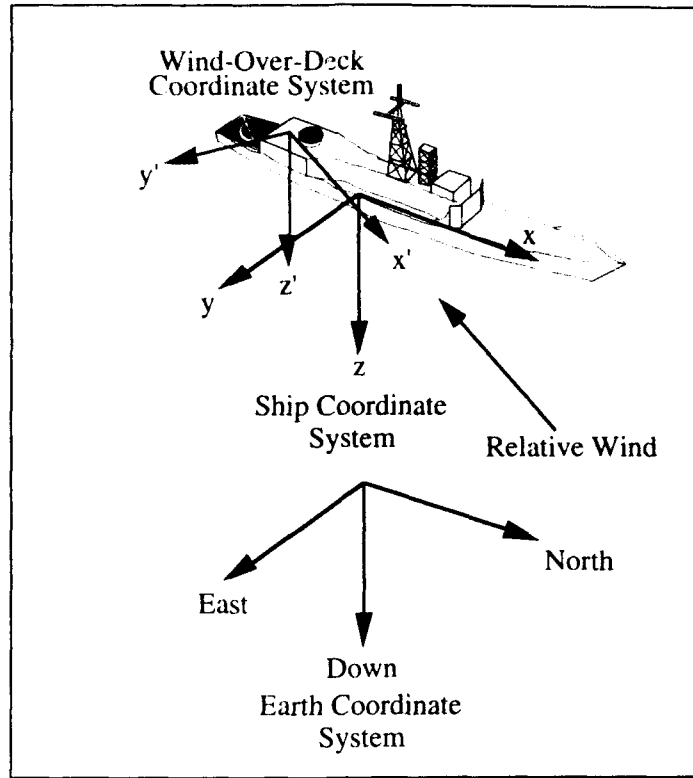 Wind-Over-Deck
Coordinate System
y'
x
x'
z'
y
z
Ship Coordinate
System
Relative Wind
North
East
Down
Earth Coordinate
System